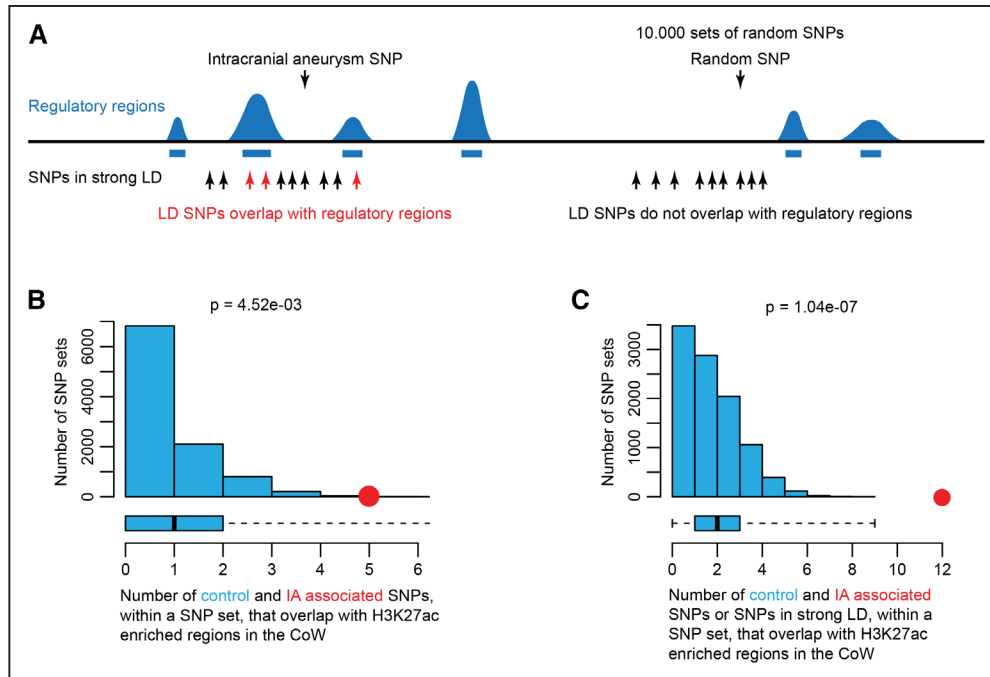 A
10.000 sets of random SNPs
Intracranial aneurysm SNP
Random SNP
Regulatory regions
SNPs in strong LD
LD SNPs overlap with regulatory regions
LD SNPs do not overlap with regulatory regions
B
p = 4.52e-03
Number of SNP sets
0
2000
4000
6000
0 1 2 3 4 5 6
Number of control and IA associated SNPs,
within a SNP set, that overlap with H3K27ac
enriched regions in the CoW
C
p = 1.04e-07
Number of SNP sets
0
1000
2000
3000
0 2 4 6 8 10 12
Number of control and IA associated
SNPs or SNPs in strong LD, within a
SNP set, that overlap with H3K27ac
enriched regions in the CoW